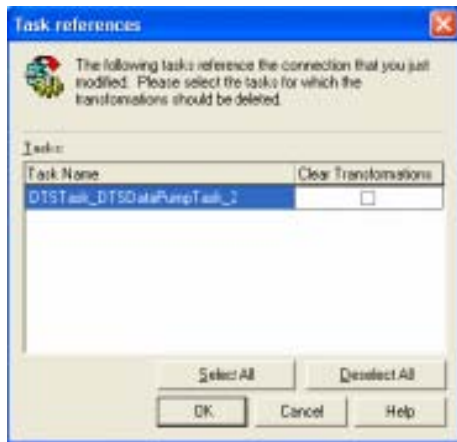 Task references
The following tasks reference the connection that you just
modified. Please select the tasks for which the
transformations should be deleted.
Tasks:
Task Name Clear Transformations
DTSTask_DTSDataPumpTask_2
Select All Deselect All
OK Cancel Help